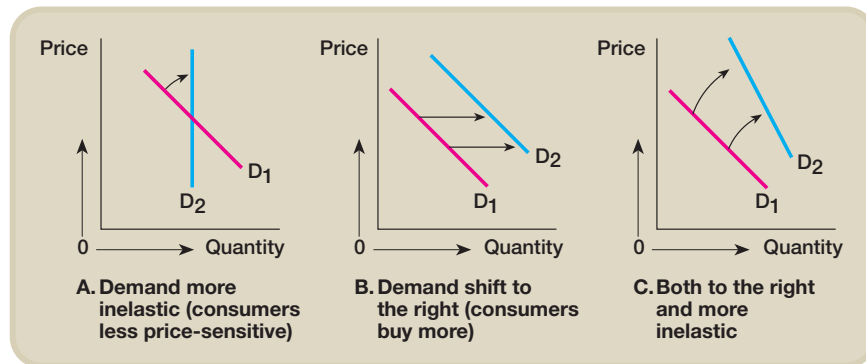 Price
D1
D2
0
Quantity
A. Demand more
inelastic (consumers
less price-sensitive)
Price
D2
D1
0
Quantity
B. Demand shift to
the right (consumers
buy more)
Price
D2
D1
0
Quantity
C. Both to the right
and more
inelastic